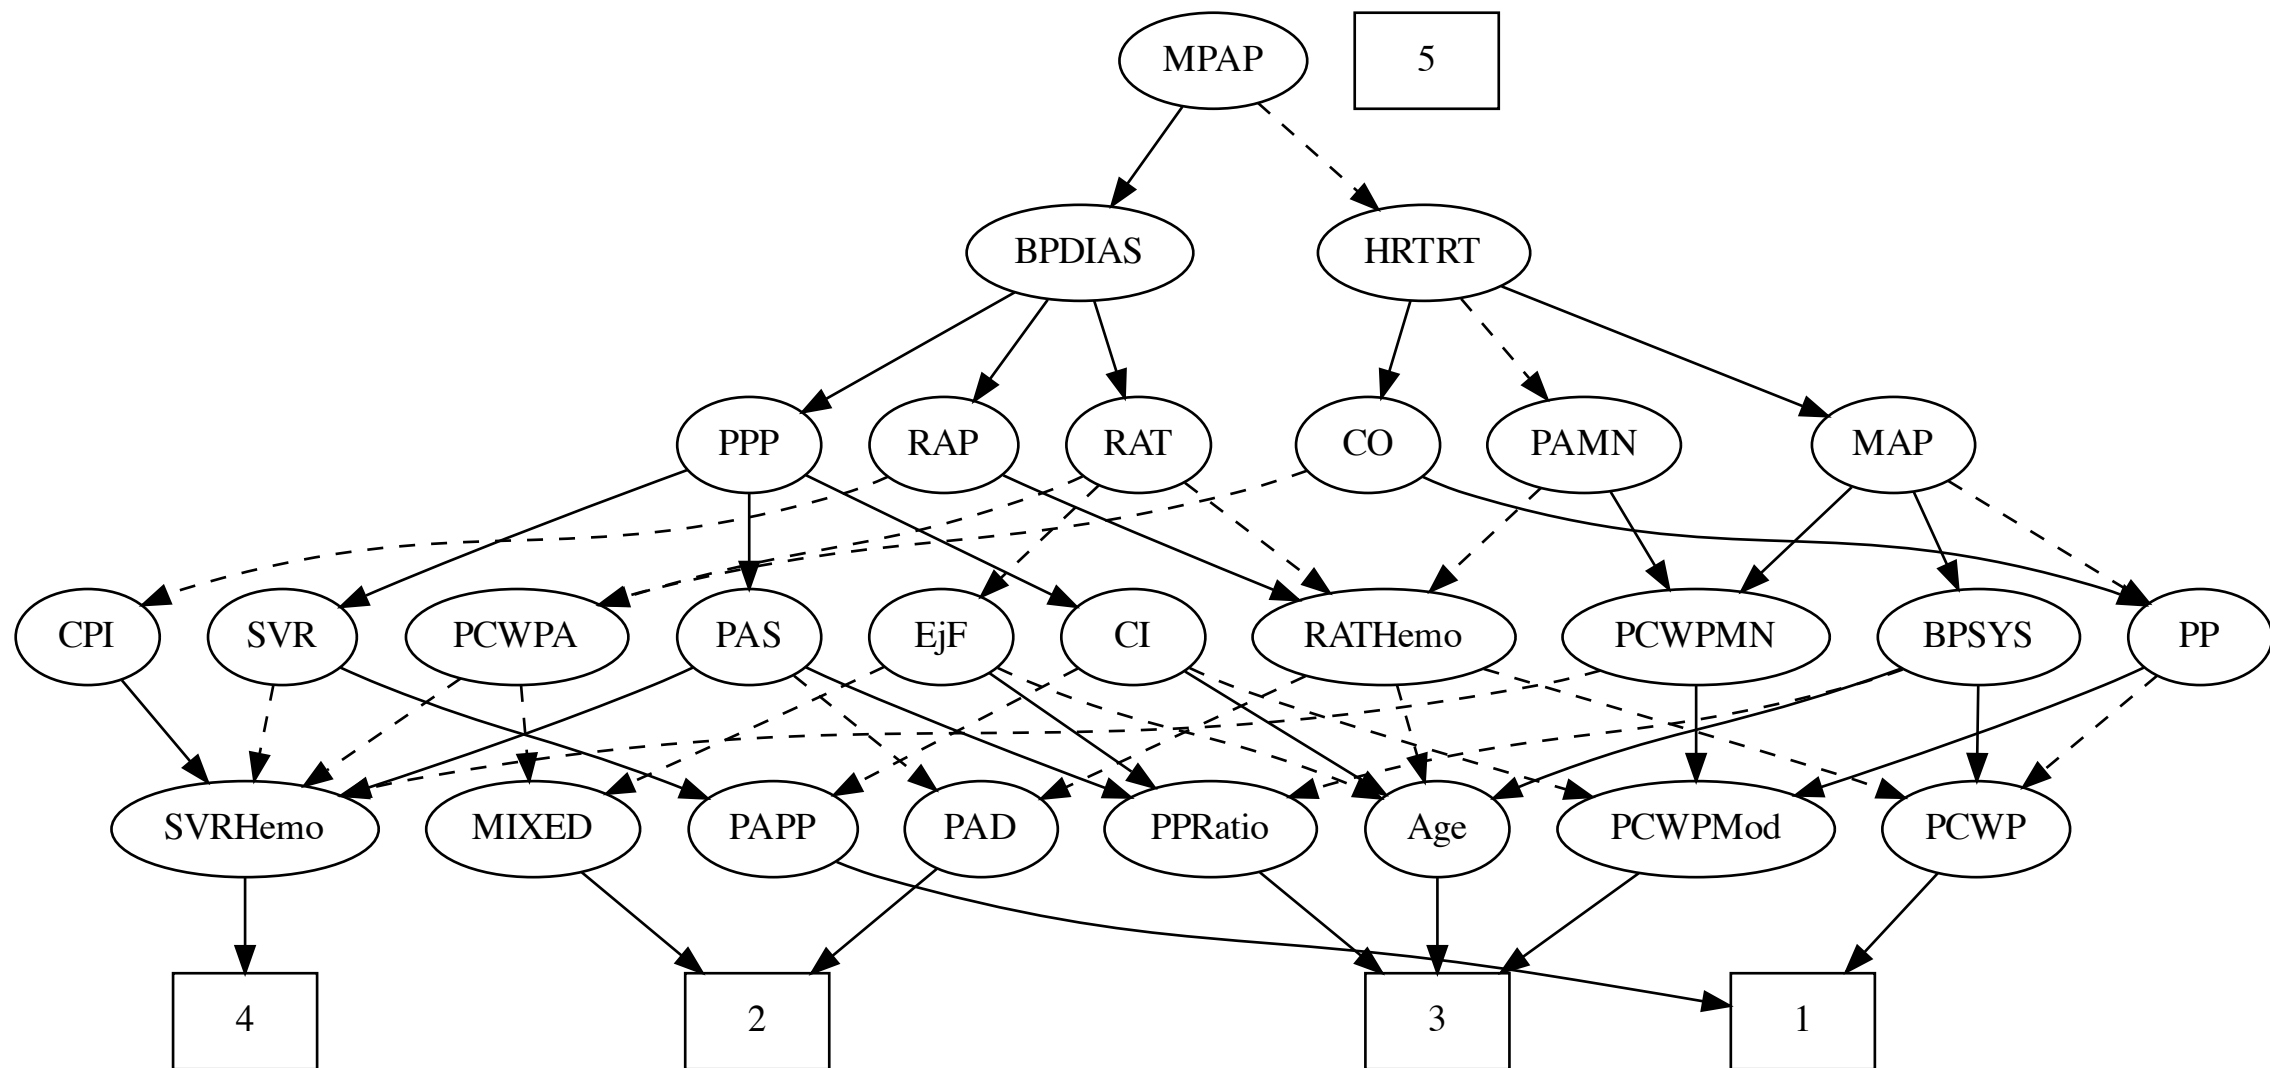 MPAP
5
BPDIAS
HRTRT
PPP
RAP
RAT
CO
PAMN
MAP
CPI
SVR
PCWPA
PAS
EjF
CI
RATHemo
PCWPMN
BPSYS
PP
SVRHemo
MIXED
PAPP
PAD
PPRatio
Age
PCWPMod
PCWP
4
2
3
1